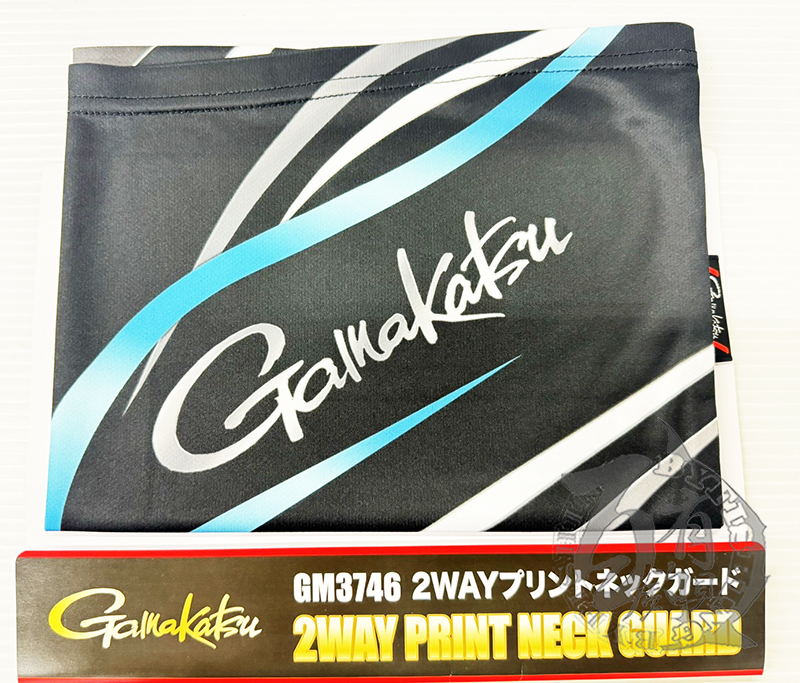 Gamakatsu
Gamakatsu
GM3746 2WAYプリントネックガード
Gamakatsu
2WAY PRINT NECK GUARD